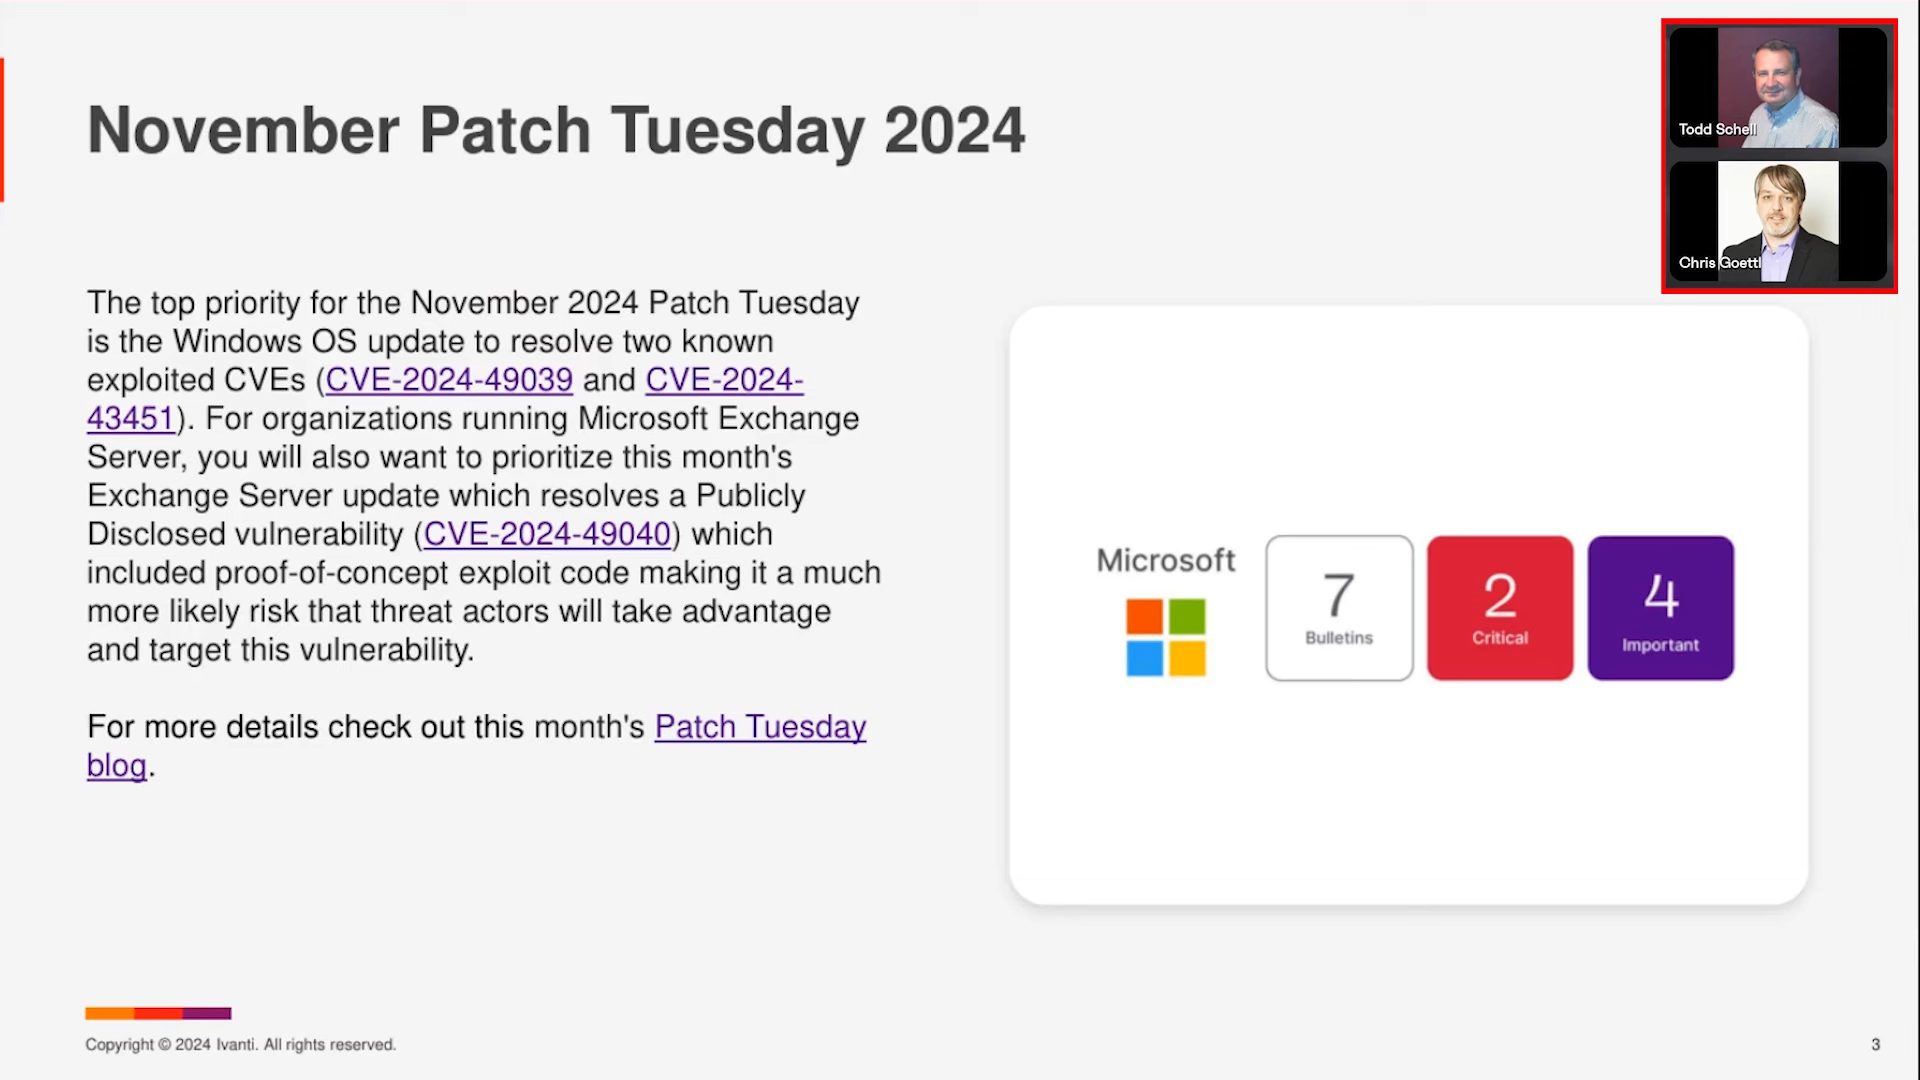 November Patch Tuesday 2024
Todd Schell
Chris Goettl
The top priority for the November 2024 Patch Tuesday
is the Windows OS update to resolve two known
exploited CVEs (CVE-2024-49039 and CVE-2024-
43451). For organizations running Microsoft Exchange
Server, you will also want to prioritize this month's
Exchange Server update which resolves a Publicly
Disclosed vulnerability (CVE-2024-49040) which
included proof-of-concept exploit code making it a much
more likely risk that threat actors will take advantage
and target this vulnerability.
For more details check out this month's Patch Tuesday
blog.
Microsoft
7
Bulletins
2
Critical
4
Important
Copyright © 2024 Ivanti. All rights reserved.
3